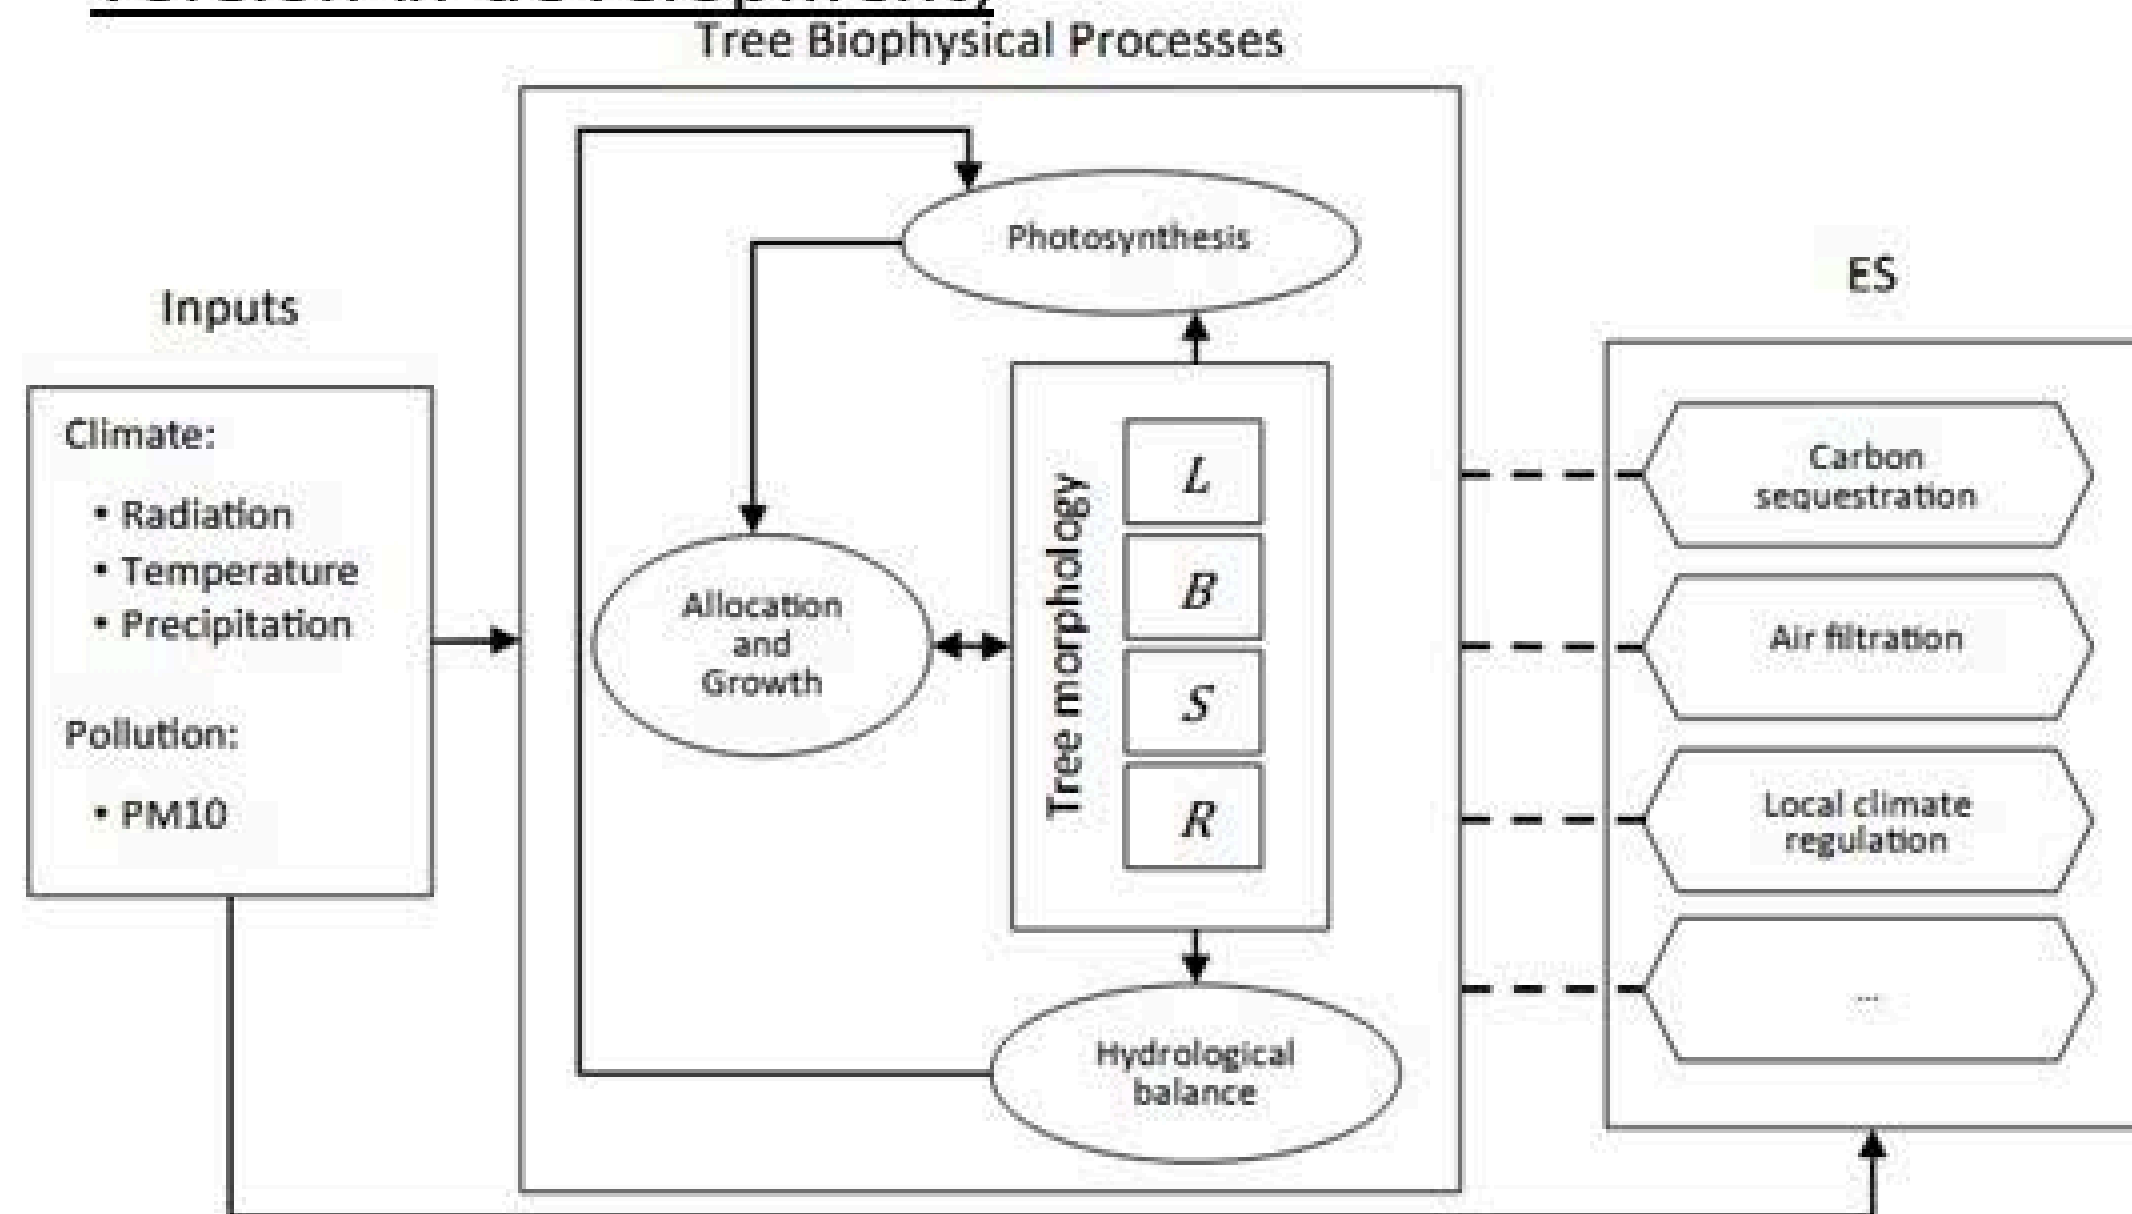 Tree Biophysical Processes
Inputs
Climate:
• Radiation
• Temperature
• Precipitation
Pollution:
• PM10
Photosynthesis
Allocation
and
Growth
Tree morphology
L
B
S
R
Hydrological
balance
ES
Carbon
sequestration
Air filtration
Local climate
regulation
...